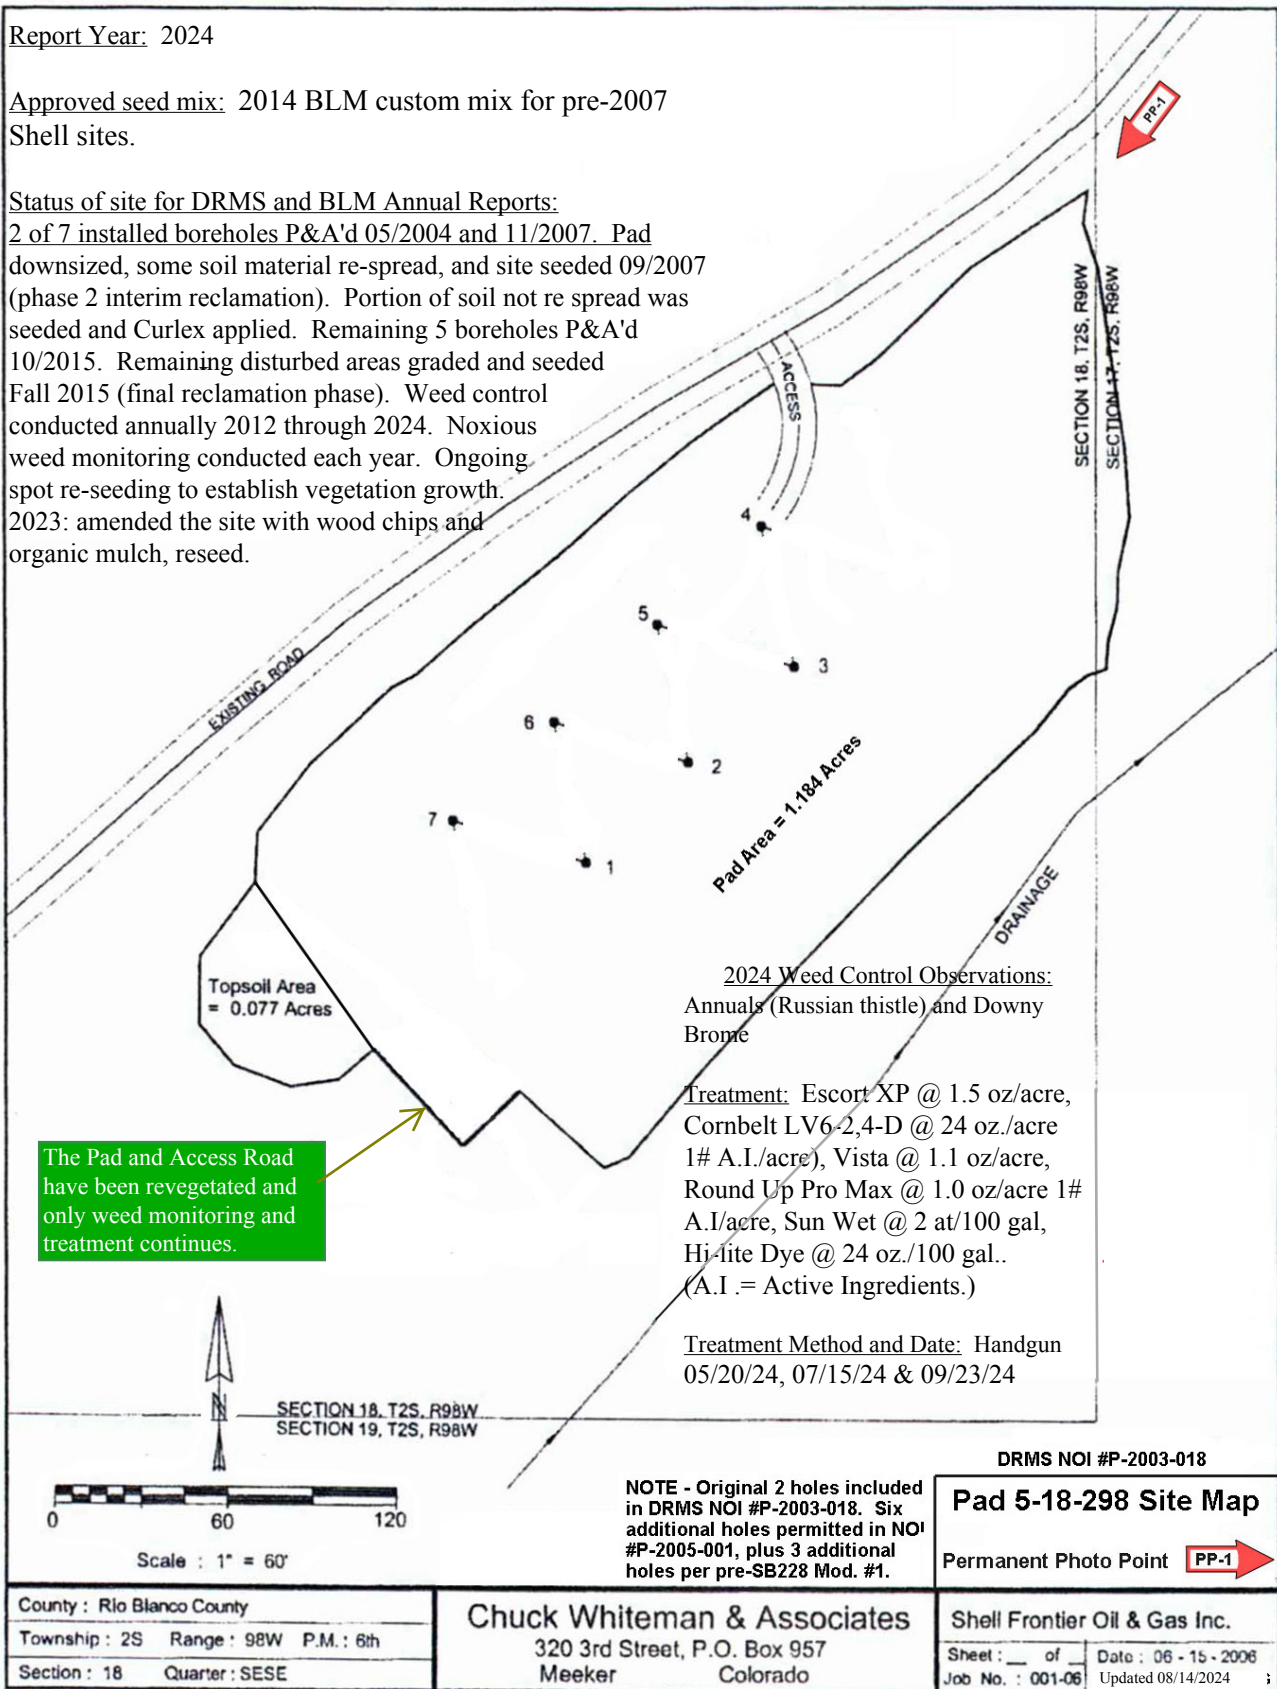 Report Year: 2024
Approved seed mix: 2014 BLM custom mix for pre-2007
Shell sites.
Status of site for DRMS and BLM Annual Reports:
2 of 7 installed boreholes P&A'd 05/2004 and 11/2007. Pad
downsized, some soil material re-spread, and site seeded 09/2007
(phase 2 interim reclamation). Portion of soil not re spread was
seeded and Curlex applied. Remaining 5 boreholes P&A'd
10/2015. Remaining disturbed areas graded and seeded
Fall 2015 (final reclamation phase). Weed control
conducted annually 2012 through 2024. Noxious
weed monitoring conducted each year. Ongoing
spot re-seeding to establish vegetation growth.
2023: amended the site with wood chips and
organic mulch, reseed.
PP-1
SECTION 18, T2S, R98W
SECTION 17, T2S, R98W
ACCESS
EXISTING ROAD
4
5
3
6
2
7
1
Pad Area = 1.184 Acres
DRAINAGE
Topsoil Area
= 0.077 Acres
2024 Weed Control Observations:
Annuals (Russian thistle) and Downy
Brome
Treatment: Escort XP @ 1.5 oz/acre,
Cornbelt LV6-2,4-D @ 24 oz./acre
1# A.I./acre), Vista @ 1.1 oz/acre,
Round Up Pro Max @ 1.0 oz/acre 1#
A.I/acre, Sun Wet @ 2 at/100 gal,
Hi-lite Dye @ 24 oz./100 gal..
(A.I .= Active Ingredients.)
Treatment Method and Date: Handgun
05/20/24, 07/15/24 & 09/23/24
The Pad and Access Road
have been revegetated and
only weed monitoring and
treatment continues.
N
SECTION 18, T2S, R98W
SECTION 19, T2S, R98W
0 60 120
Scale : 1" = 60'
NOTE - Original 2 holes included
in DRMS NOI #P-2003-018. Six
additional holes permitted in NOI
#P-2005-001, plus 3 additional
holes per pre-SB228 Mod. #1.
DRMS NOI #P-2003-018
Pad 5-18-298 Site Map
Permanent Photo Point PP-1
County : Rio Blanco County
Township : 2S Range : 98W P.M. : 6th
Section : 18 Quarter : SESE
Chuck Whiteman & Associates
320 3rd Street, P.O. Box 957
Meeker Colorado
Shell Frontier Oil & Gas Inc.
Sheet : __ of __ Date : 06 - 15 - 2006
Job No. : 001-06 Updated 08/14/2024